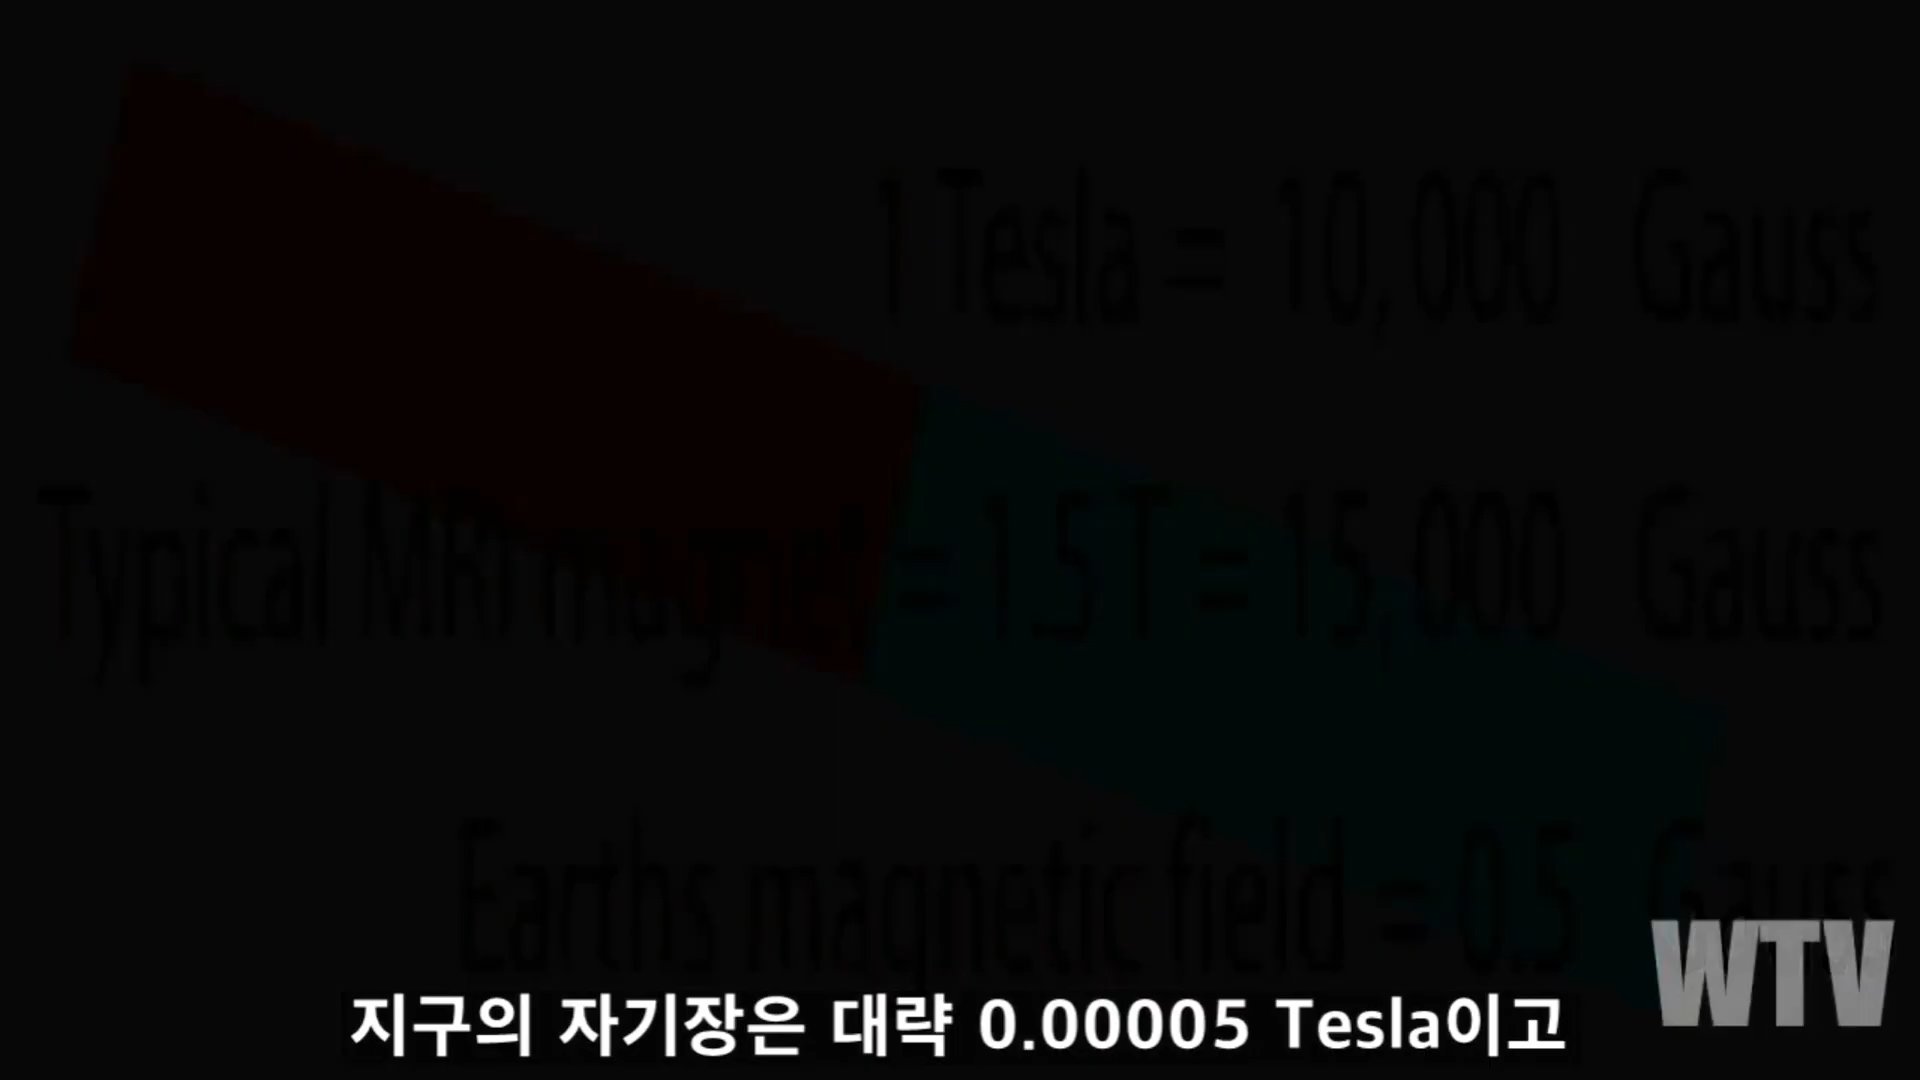 1 Tesla = 10,000 Gauss
Typical MRI magnet = 1.5 T = 15,000 Gauss
Earths magnetic field = 0.5 Gauss
WTV
지구의 자기장은 대략 0.00005 Tesla이고